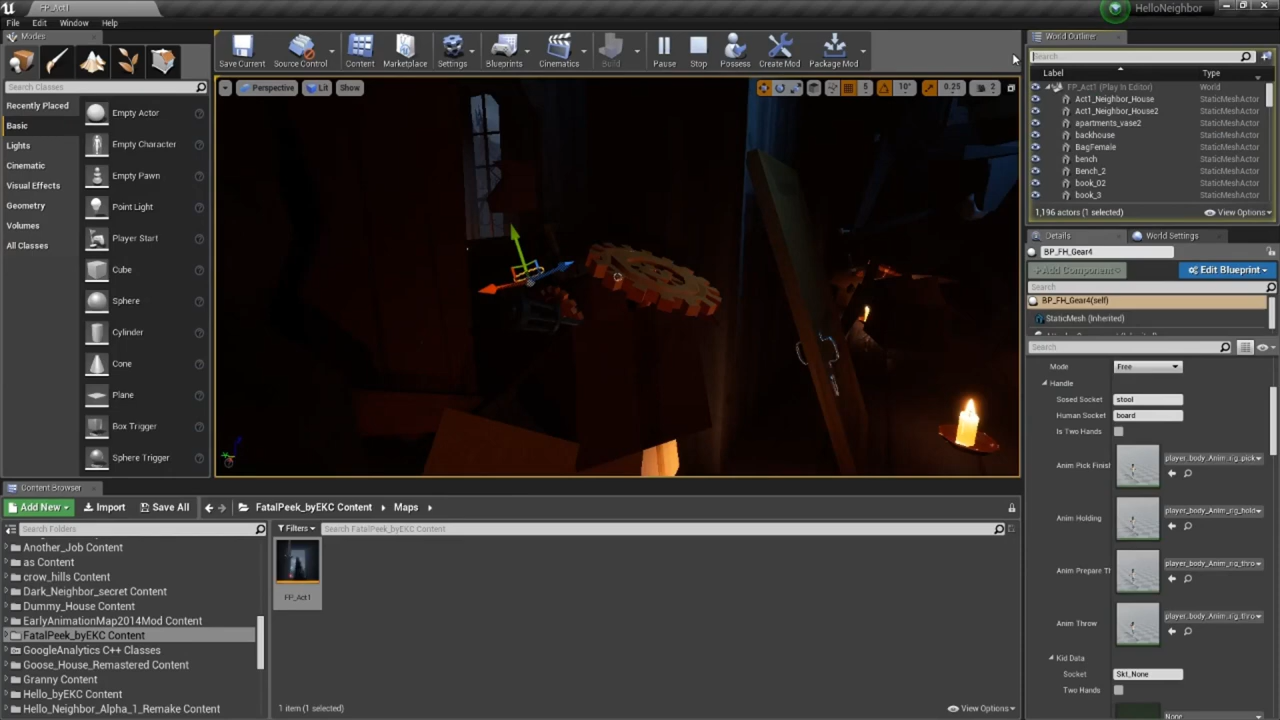 FP_Act1
HelloNeighbor
File Edit Window Help
Modes
Search Classes
Recently Placed
Basic
Lights
Cinematic
Visual Effects
Geometry
Volumes
All Classes
Empty Actor
Empty Character
Empty Pawn
Point Light
Player Start
Cube
Sphere
Cylinder
Cone
Plane
Box Trigger
Sphere Trigger
Save Current
Source Control
Content
Marketplace
Settings
Blueprints
Cinematics
Build
Pause
Stop
Possess
Create Mod
Package Mod
Perspective Lit Show
5 10° 0.25 2
World Outliner
Search
Label Type
FP_Act1 (Play In Editor) World
Act1_Neighbor_House StaticMeshActor
Act1_Neighbor_House2 StaticMeshActor
apartments_vase2 StaticMeshActor
backhouse StaticMeshActor
BagFemale StaticMeshActor
bench StaticMeshActor
Bench_2 StaticMeshActor
book_02 StaticMeshActor
book_3 StaticMeshActor
1,196 actors (1 selected) View Options
Details World Settings
BP_FH_Gear4
+Add Component Edit Blueprint
Search
BP_FH_Gear4(self)
StaticMesh (Inherited)
Search
Mode Free
Handle
Sosed Socket stool
Human Socket board
Is Two Hands
Anim Pick Finish player_body_Anim_rig_pick
Anim Holding player_body_Anim_rig_hold
Anim Prepare Th player_body_Anim_rig_thro
Anim Throw player_body_Anim_rig_thro
Kid Data
Socket Skt_None
Two Hands
None
Content Browser
Add New Import Save All FatalPeek_byEKC Content Maps
Search Folders
Filters Search FatalPeek_byEKC Content
Another_Job Content
as Content
crow_hills Content
Dark_Neighbor_secret Content
Dummy_House Content
EarlyAnimationMap2014Mod Content
FatalPeek_byEKC Content
GoogleAnalytics C++ Classes
Goose_House_Remastered Content
Granny Content
Hello_byEKC Content
Hello_Neighbor_Alpha_1_Remake Content
FP_Act1
1 item (1 selected) View Options